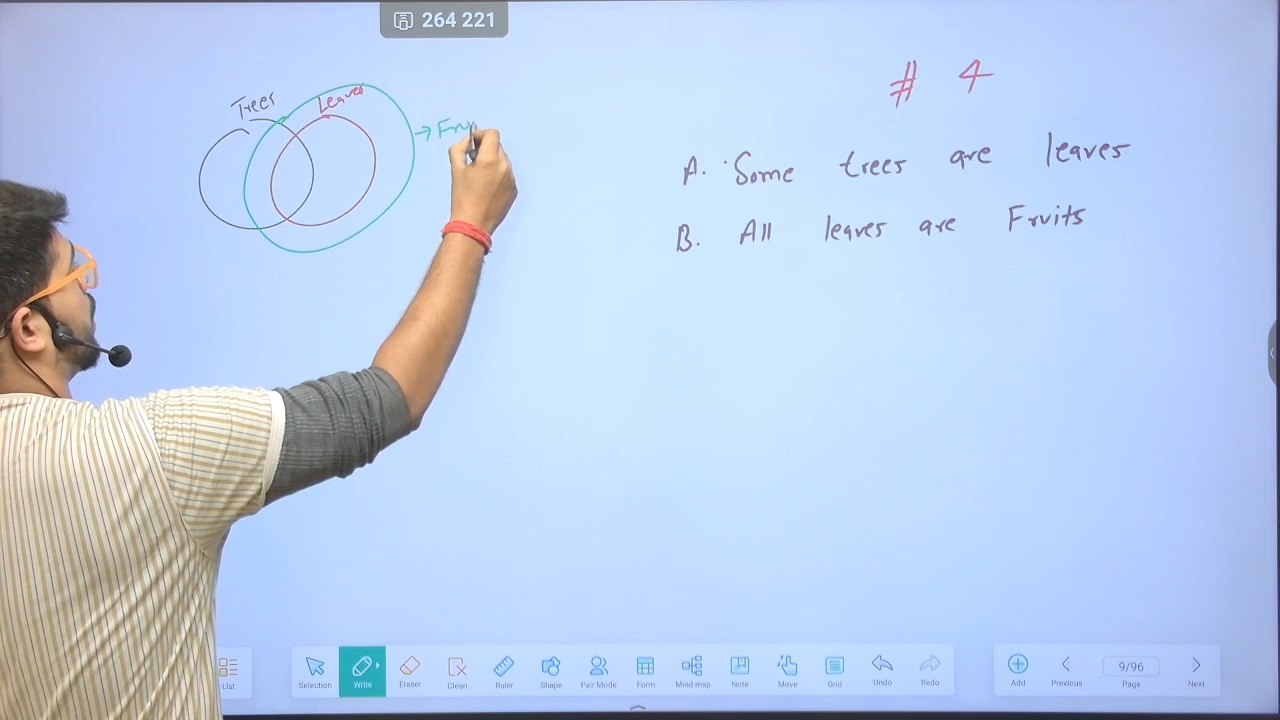 264 221
# 4
Trees
Leaves
→ Fru
A. Some trees are leaves
B. All leaves are Fruits
List
Selection Write Eraser Clean Ruler Shape Pair Mode Form Mind map Note Move Grid Undo Redo
Add Previous 9/96 Page Next